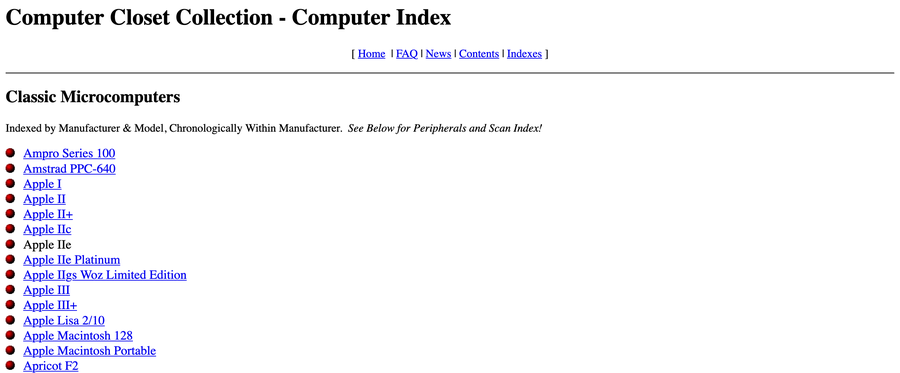 Computer Closet Collection - Computer Index
[ Home | FAQ | News | Contents | Indexes ]
Classic Microcomputers
Indexed by Manufacturer & Model, Chronologically Within Manufacturer. See Below for Peripherals and Scan Index!
Ampro Series 100
Amstrad PPC-640
Apple I
Apple II
Apple II+
Apple IIc
Apple IIe
Apple IIe Platinum
Apple IIgs Woz Limited Edition
Apple III
Apple III+
Apple Lisa 2/10
Apple Macintosh 128
Apple Macintosh Portable
Apricot F2